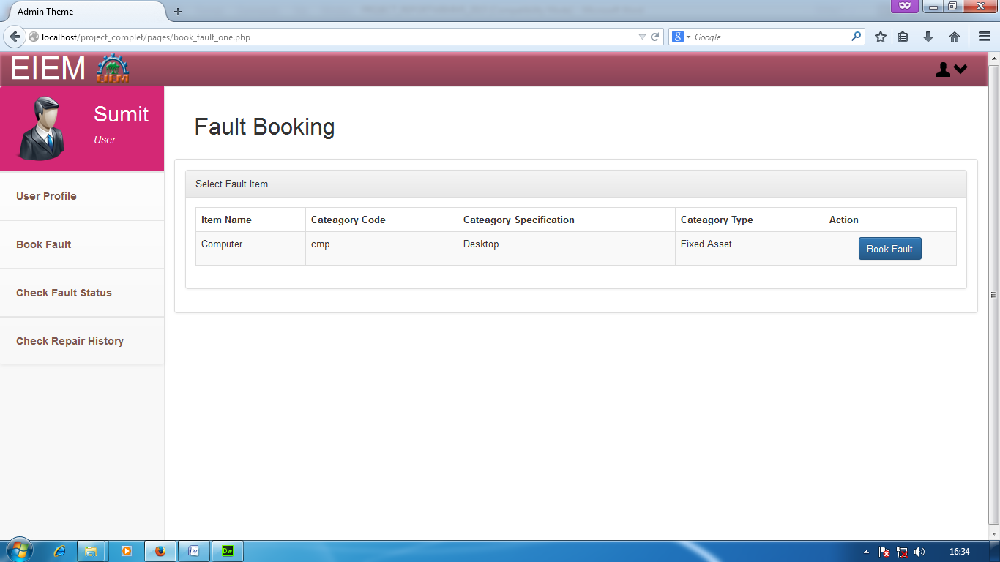 Admin Theme
localhost/project_complet/pages/book_fault_one.php
Google
EIEM
EIEM
Sumit
User
User Profile
Book Fault
Check Fault Status
Check Repair History
Fault Booking
Select Fault Item
Item Name Cateagory Code Cateagory Specification Cateagory Type Action
Computer cmp Desktop Fixed Asset Book Fault
Dw
16:34